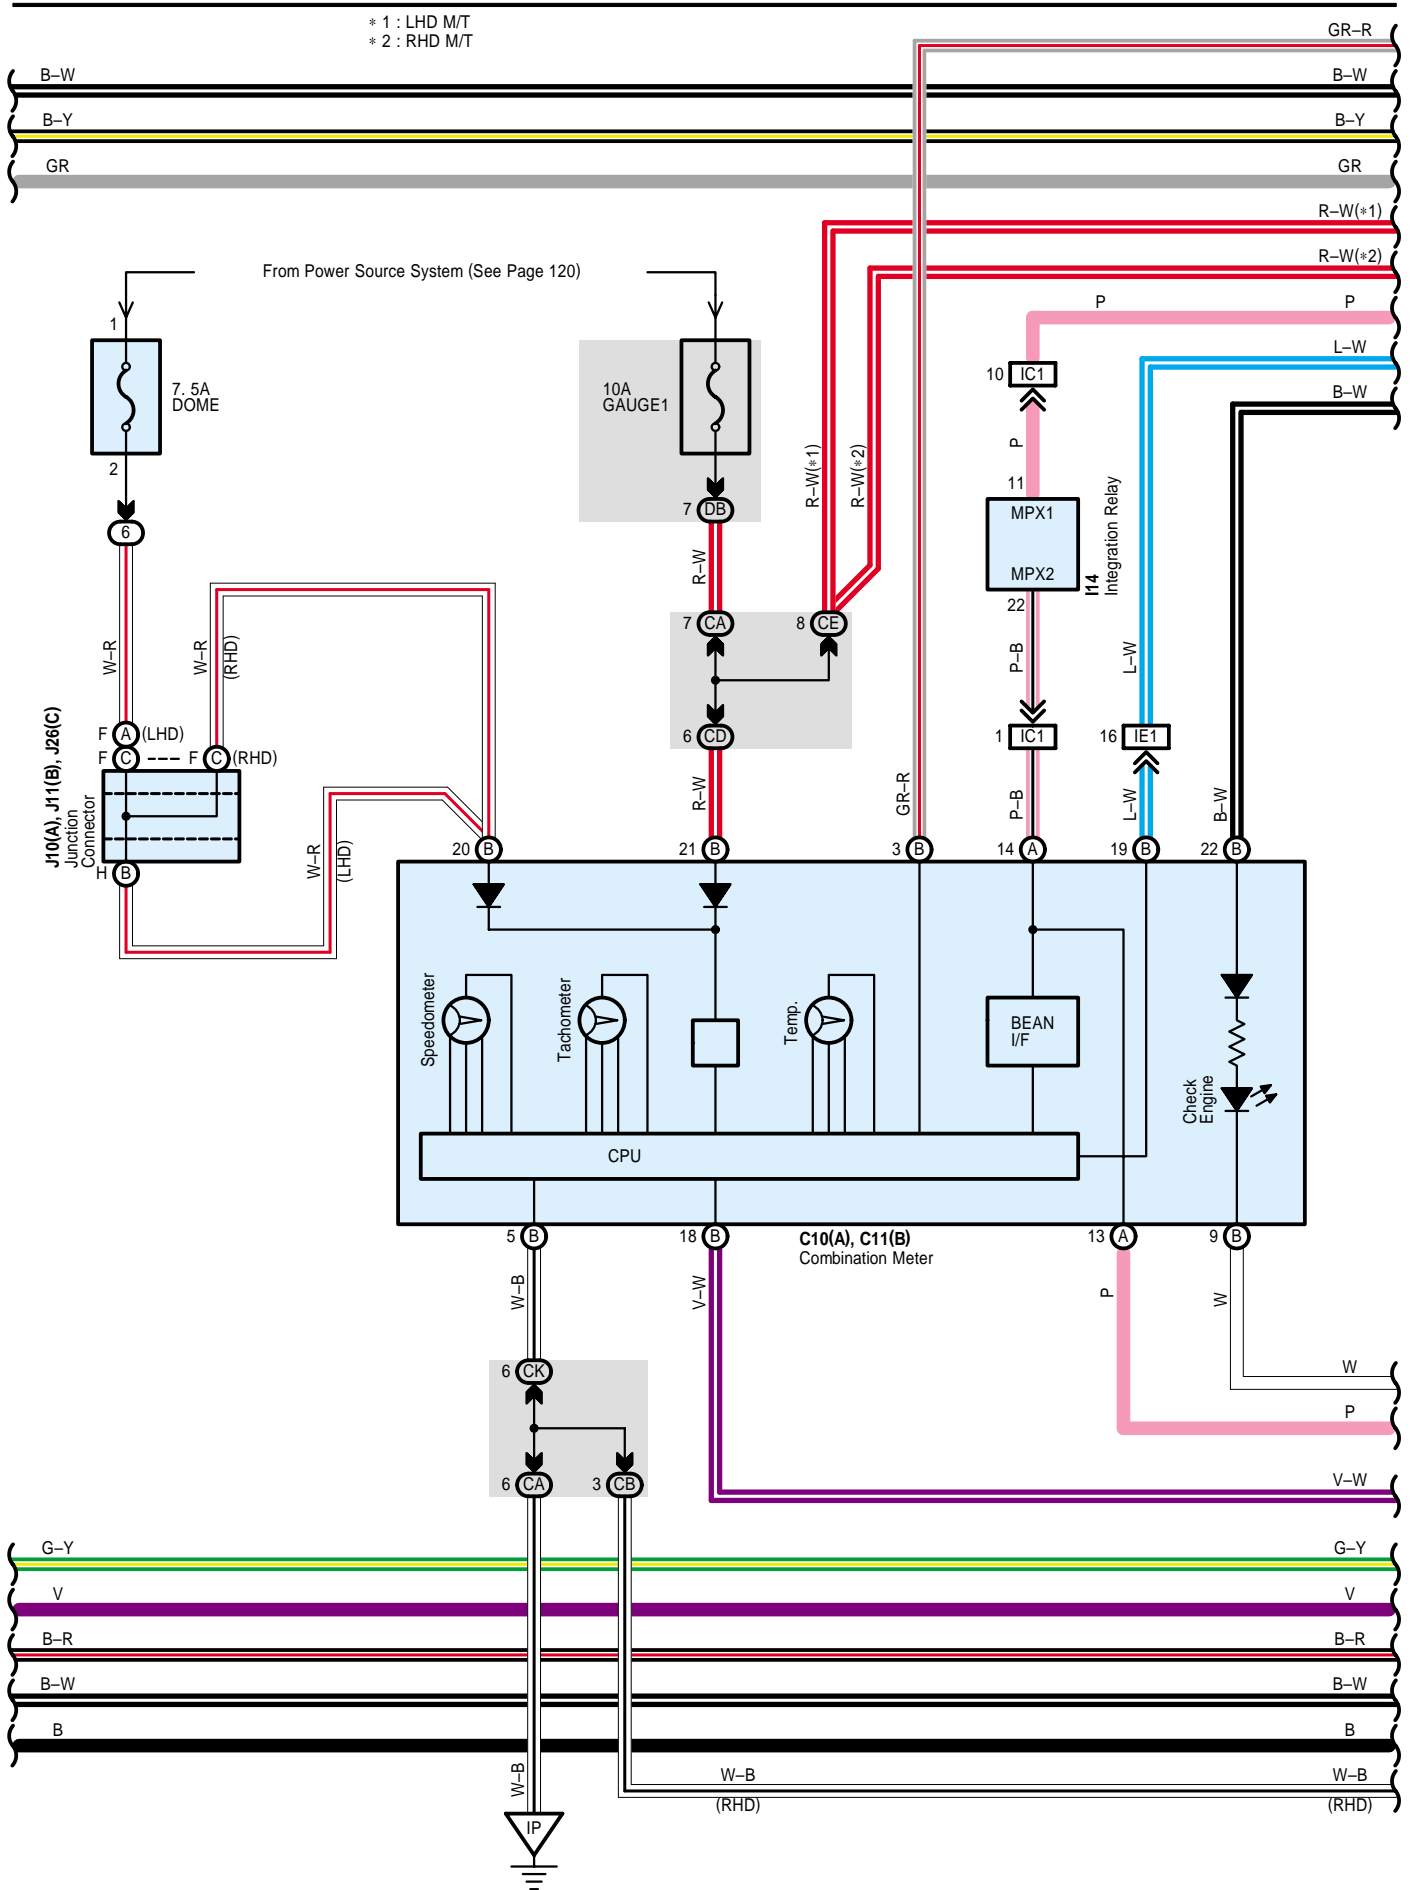 * 1 : LHD M/T
* 2 : RHD M/T
GR–R
B–W
B–W
B–Y
B–Y
GR
GR
R–W(*1)
R–W(*2)
From Power Source System (See Page 120)
P
P
L–W
B–W
1
7. 5A
DOME
2
6
10A
GAUGE1
7 DB
10 IC1
P
11
MPX1
MPX2
22
I14
Integration Relay
R–W(*1)
R–W(*2)
R–W
7 CA
8 CE
6 CD
R–W
W–R
W–R
(RHD)
P–B
L–W
1 IC1
16 IE1
F A (LHD)
F C
F C (RHD)
J10(A), J11(B), J26(C)
Junction
Connector
H B
W–R
(LHD)
GR–R
P–B
L–W
B–W
20 B
21 B
3 B
14 A
19 B
22 B
Speedometer
Tachometer
Temp.
BEAN
I/F
Check
Engine
CPU
5 B
18 B
C10(A), C11(B)
Combination Meter
13 A
9 B
W–B
V–W
P
W
6 CK
6 CA
3 CB
W
P
V–W
G–Y
G–Y
V
V
B–R
B–R
B–W
B–W
B
B
W–B
W–B
(RHD)
W–B
(RHD)
IP